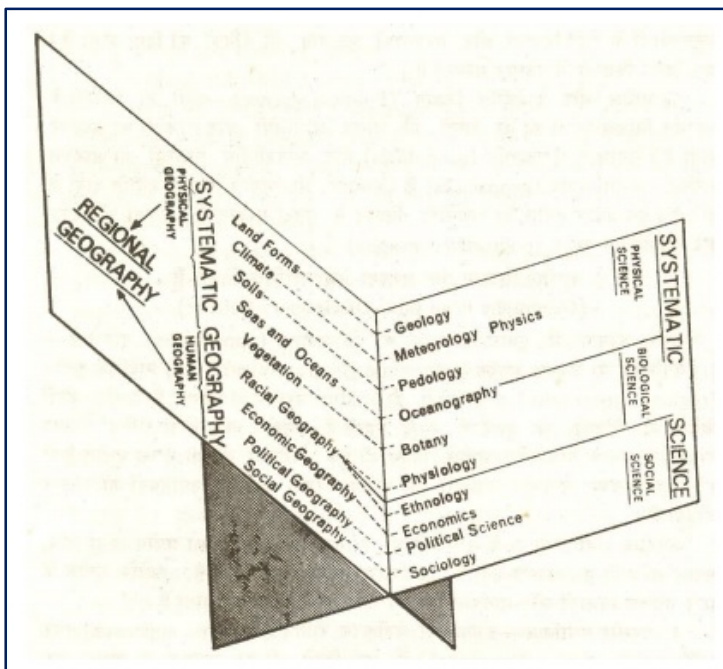 REGIONAL
GEOGRAPHY
PHYSICAL
GEOGRAPHY
HUMAN
GEOGRAPHY
SYSTEMATIC GEOGRAPHY
Land Forms
Climate
Soils
Seas and Oceans
Vegetation
Racial Geography
Economic Geography
Political Geography
Social Geography
Geology
Meteorology Physics
Pedology
Oceanography
Botany
Physiology
Ethnology
Economics
Political Science
Sociology
PHYSICAL
SCIENCE
BIOLOGICAL
SCIENCE
SOCIAL
SCIENCE
SYSTEMATIC SCIENCE